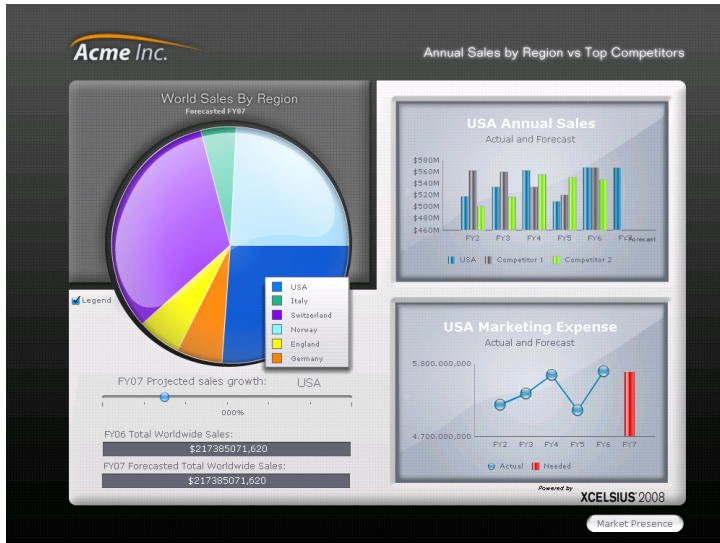 Acme Inc.
Annual Sales by Region vs Top Competitors
World Sales By Region
Forecasted FY07
USA
Italy
Switzerland
Norway
England
Germany
Legend
FY07 Projected sales growth: USA
000%
FY06 Total Worldwide Sales:
$217385071,620
FY07 Forecasted Total Worldwide Sales:
$217385071,620
USA Annual Sales
Actual and Forecast
$580M
$560M
$540M
$520M
$500M
$480M
$460M
FY2 FY3 FY4 FY5 FY6 Forecast
USA Competitor 1 Competitor 2
USA Marketing Expense
Actual and Forecast
5.800.000,000
4.700.000,000
FY2 FY3 FY4 FY5 FY6 FY7
Actual Needed
Powered by
XCELSIUS 2008
Market Presence